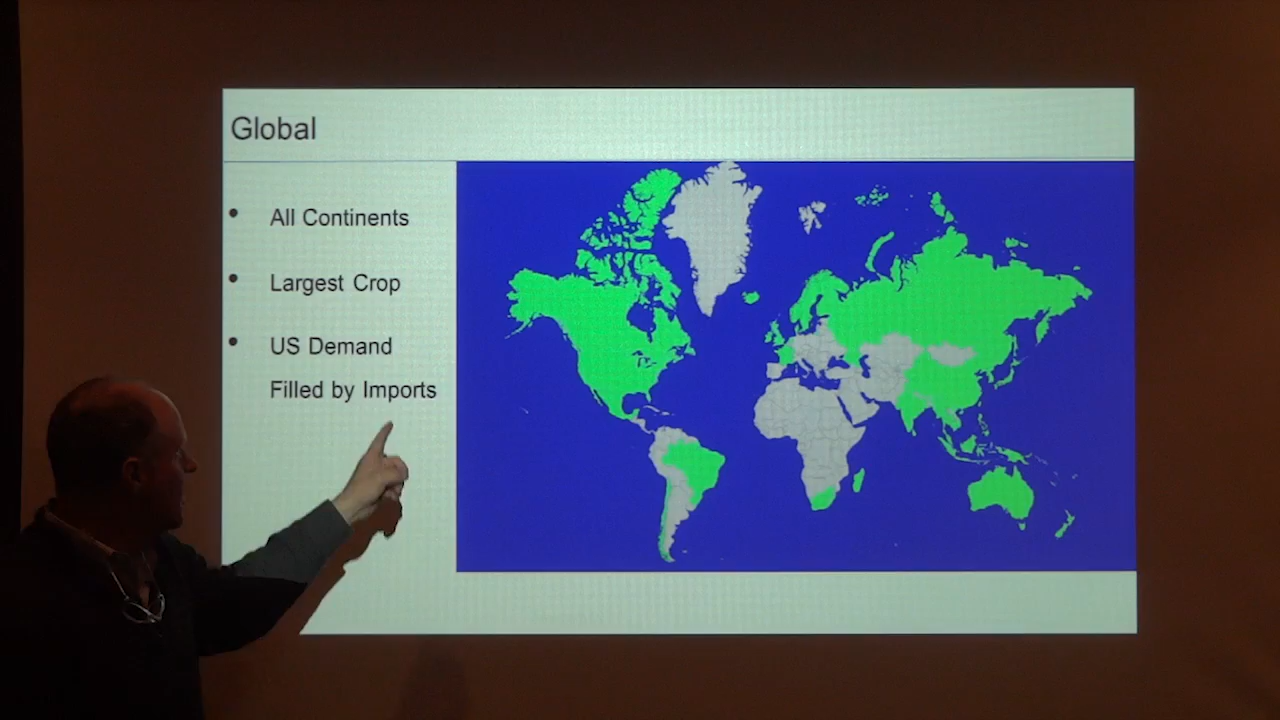 Global
• All Continents
• Largest Crop
• US Demand
Filled by Imports